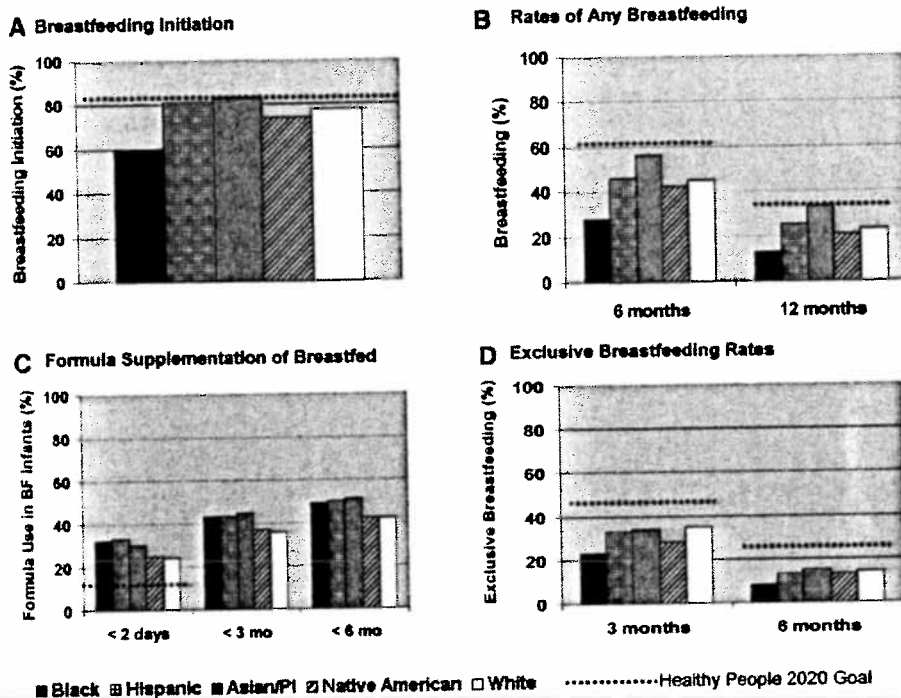 A Breastfeeding Initiation
Breastfeeding Initiation (%)
100
80
60
40
20
0
B Rates of Any Breastfeeding
Breastfeeding (%)
100
80
60
40
20
0
6 months 12 months
C Formula Supplementation of Breastfed
Formula Use in BF Infants (%)
100
80
60
40
20
0
< 2 days < 3 mo < 6 mo
D Exclusive Breastfeeding Rates
Exclusive Breastfeeding (%)
100
80
60
40
20
0
3 months 6 months
Black Hispanic Asian/PI Native American White Healthy People 2020 Goal